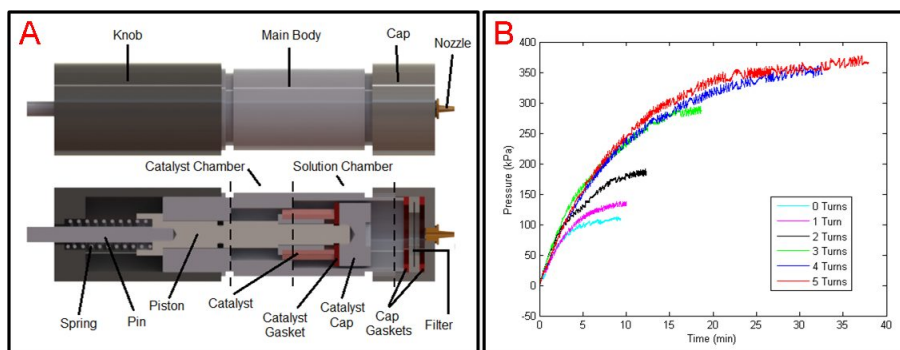 A
Knob
Main Body
Cap
Nozzle
Catalyst Chamber
Solution Chamber
Spring
Pin
Piston
Catalyst
Catalyst
Gasket
Catalyst
Cap
Cap
Gaskets
Filter
B
400
350
300
250
200
150
100
50
0
-50
Pressure (kPa)
0 5 10 15 20 25 30 35 40
Time (min)
0 Turns
1 Turn
2 Turns
3 Turns
4 Turns
5 Turns